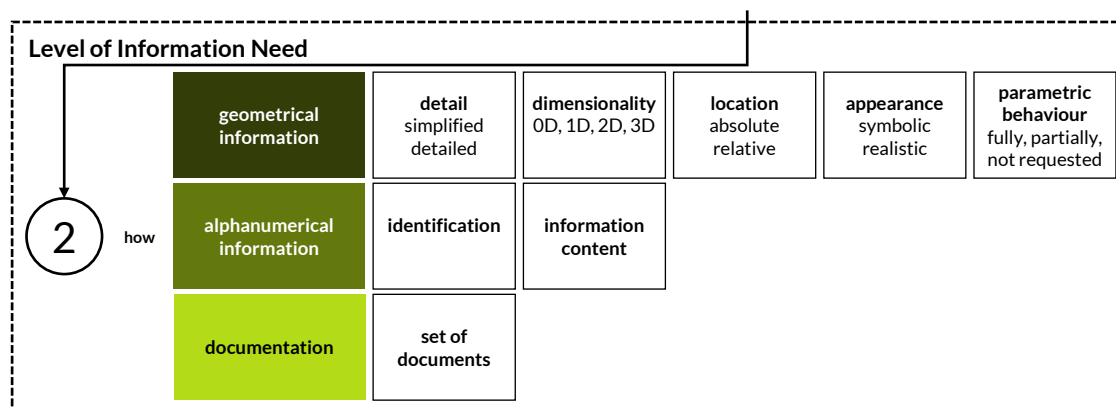 Level of Information Need
geometrical
information
detail
simplified
detailed
dimensionality
0D, 1D, 2D, 3D
location
absolute
relative
appearance
symbolic
realistic
parametric
behaviour
fully, partially,
not requested
2
how
alphanumerical
information
identification
information
content
documentation
set of
documents